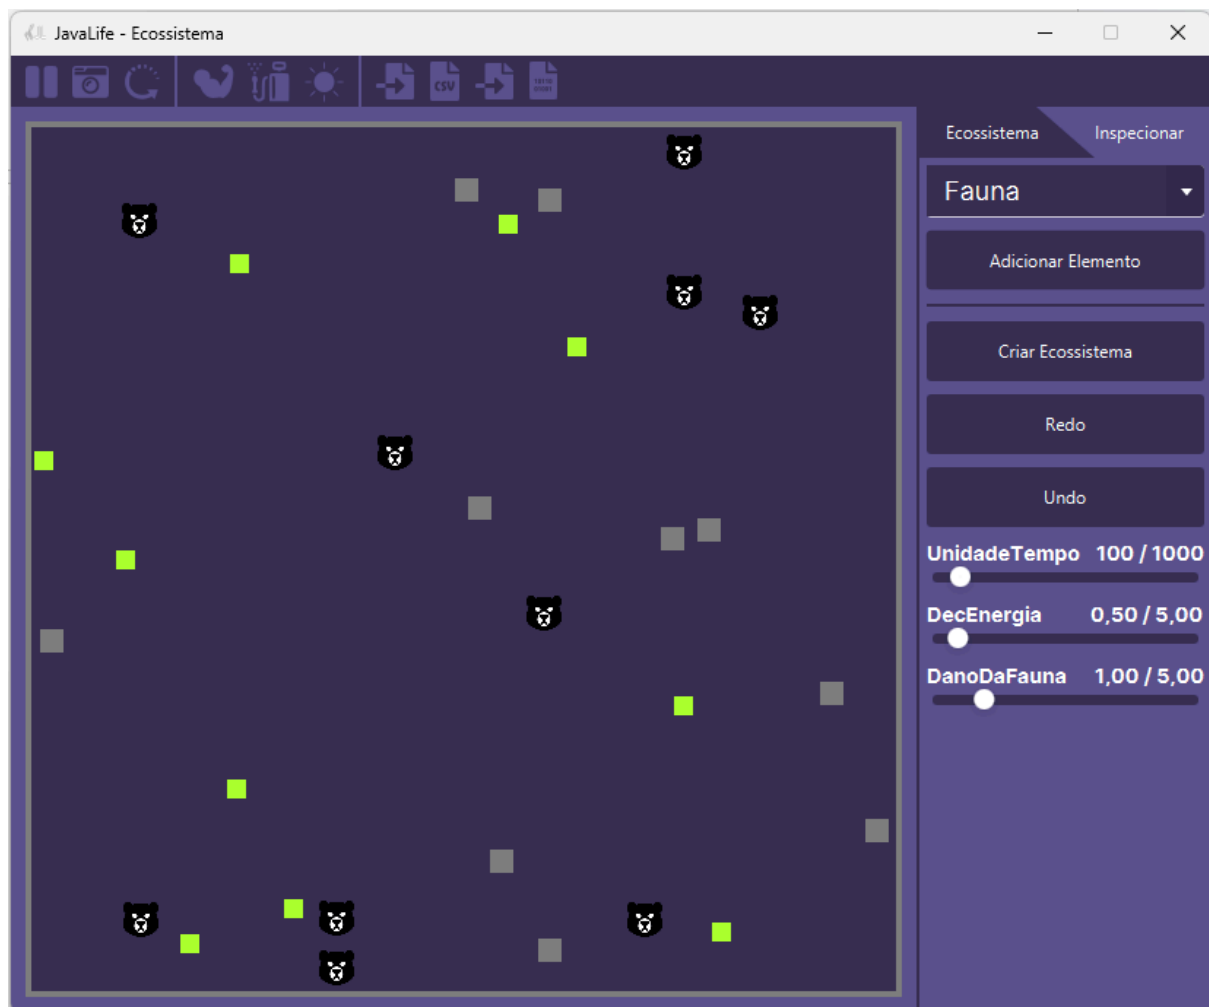 JavaLife - Ecossistema
CSV
Ecossistema
Inspecionar
Fauna
Adicionar Elemento
Criar Ecossistema
Redo
Undo
UnidadeTempo 100 / 1000
DecEnergia 0,50 / 5,00
DanoDaFauna 1,00 / 5,00